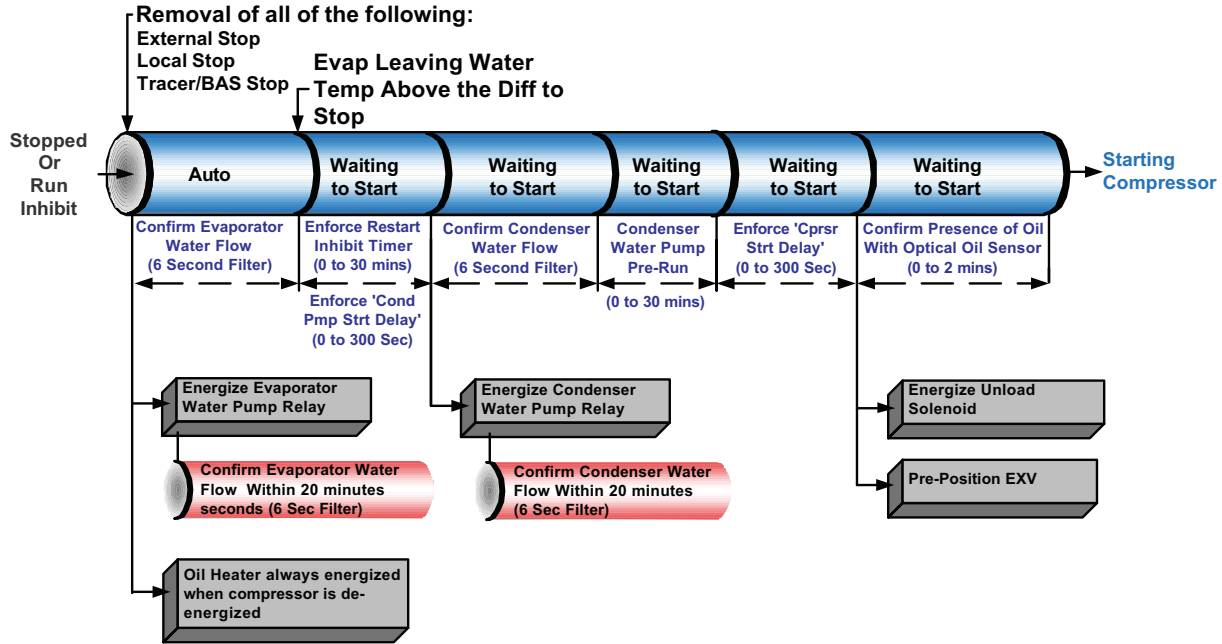 Removal of all of the following:
External Stop
Local Stop
Tracer/BAS Stop
Evap Leaving Water
Temp Above the Diff to
Stop
Stopped
Or
Run
Inhibit
Auto
Waiting
to Start
Waiting
to Start
Waiting
to Start
Waiting
to Start
Waiting
to Start
Starting
Compressor
Confirm Evaporator
Water Flow
(6 Second Filter)
Enforce Restart
Inhibit Timer
(0 to 30 mins)
Enforce 'Cond
Pmp Strt Delay'
(0 to 300 Sec)
Confirm Condenser
Water Flow
(6 Second Filter)
Condenser
Water Pump
Pre-Run
(0 to 30 mins)
Enforce 'Cprsr
Strt Delay'
(0 to 300 Sec)
Confirm Presence of Oil
With Optical Oil Sensor
(0 to 2 mins)
Energize Evaporator
Water Pump Relay
Confirm Evaporator Water
Flow Within 20 minutes
seconds (6 Sec Filter)
Oil Heater always energized
when compressor is de-
energized
Energize Condenser
Water Pump Relay
Confirm Condenser Water
Flow Within 20 minutes
(6 Sec Filter)
Energize Unload
Solenoid
Pre-Position EXV